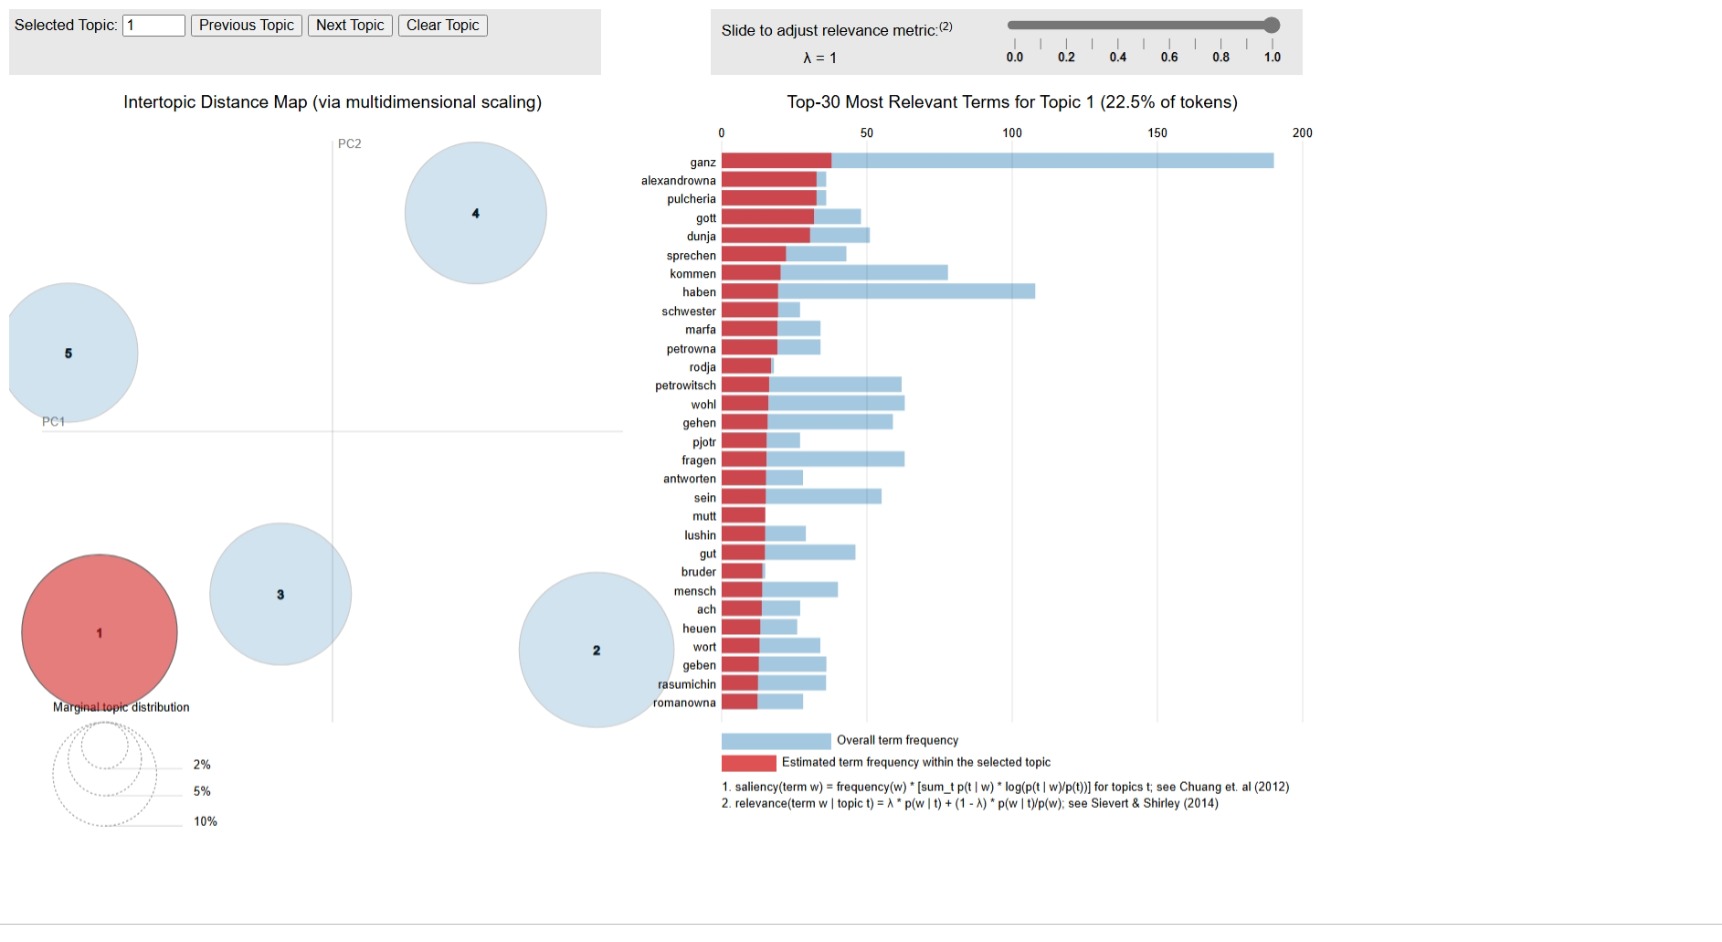 Selected Topic: 1 Previous Topic Next Topic Clear Topic
Slide to adjust relevance metric:(2)
λ = 1
0.0 0.2 0.4 0.6 0.8 1.0
Intertopic Distance Map (via multidimensional scaling)
PC2
4
5
PC1
3
1
2
Marginal topic distribution
2%
5%
10%
Top-30 Most Relevant Terms for Topic 1 (22.5% of tokens)
0 50 100 150 200
ganz
alexandrowna
pulcheria
gott
dunja
sprechen
kommen
haben
schwester
marfa
petrowna
rodja
petrowitsch
wohl
gehen
pjotr
fragen
antworten
sein
mutt
lushin
gut
bruder
mensch
ach
heuen
wort
geben
rasumichin
romanowna
Overall term frequency
Estimated term frequency within the selected topic
1. saliency(term w) = frequency(w) * [sum_t p(t | w) * log(p(t | w)/p(t))] for topics t; see Chuang et. al (2012)
2. relevance(term w | topic t) = λ * p(w | t) + (1 - λ) * p(w | t)/p(w); see Sievert & Shirley (2014)